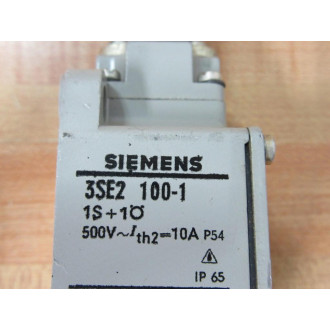 SIEMENS
3SE2 100-1
1S+1Ö
500V~Ith2=10A P54
IP 65